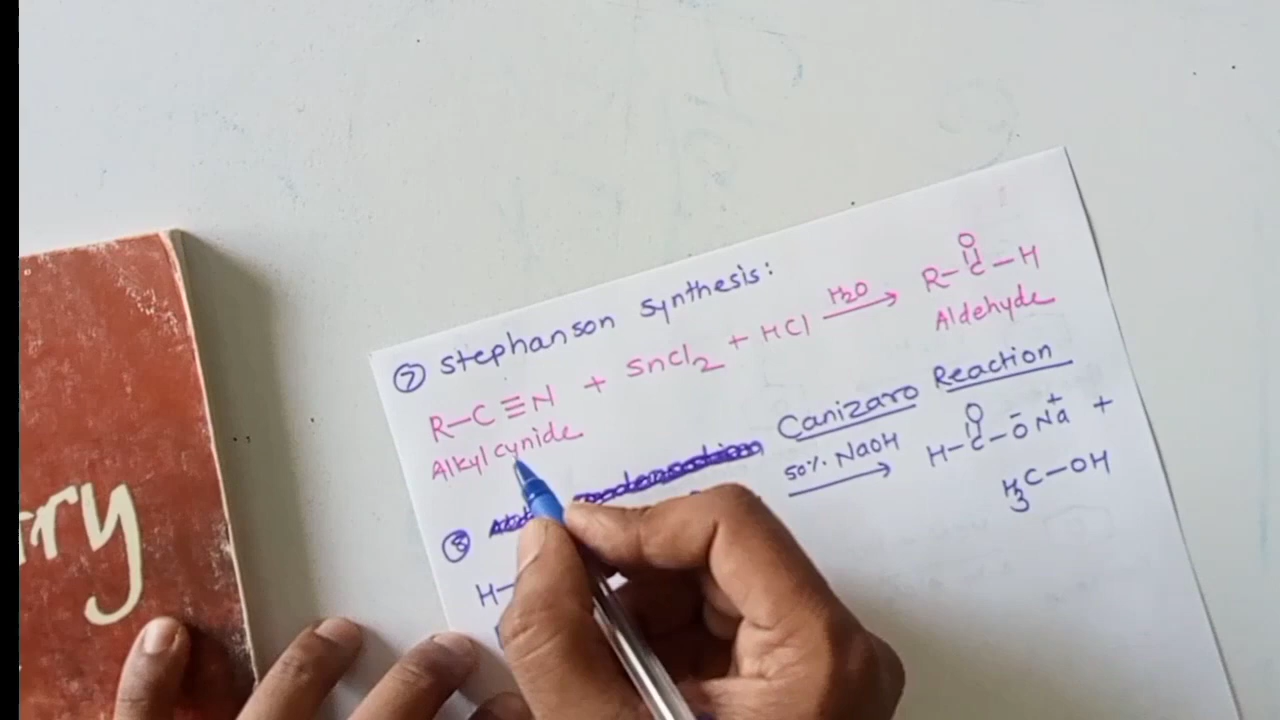 ⑦ Stephanson Synthesis:
R-C≡N + SnCl2 + HCl H2O→ R-C(=O)-H
Alkyl cynide Aldehyde
⑧ Canizaro Reaction
H- 50% NaOH→ H-C(=O)-O⁻ Na⁺ +
H3C-OH
ry